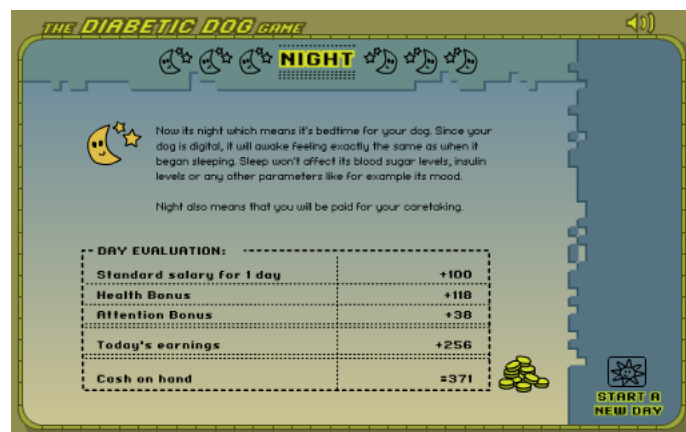 THE DIABETIC DOG GAME
NIGHT
Now its night which means it's bedtime for your dog. Since your
dog is digital, it will awake feeling exactly the same as when it
began sleeping. Sleep won't affect its blood sugar levels, insulin
levels or any other parameters like for example its mood.
Night also means that you will be paid for your caretaking.
DAY EVALUATION:
Standard salary for 1 day +100
Health Bonus +118
Attention Bonus +38
Today's earnings +256
Cash on hand =371
START A
NEW DAY